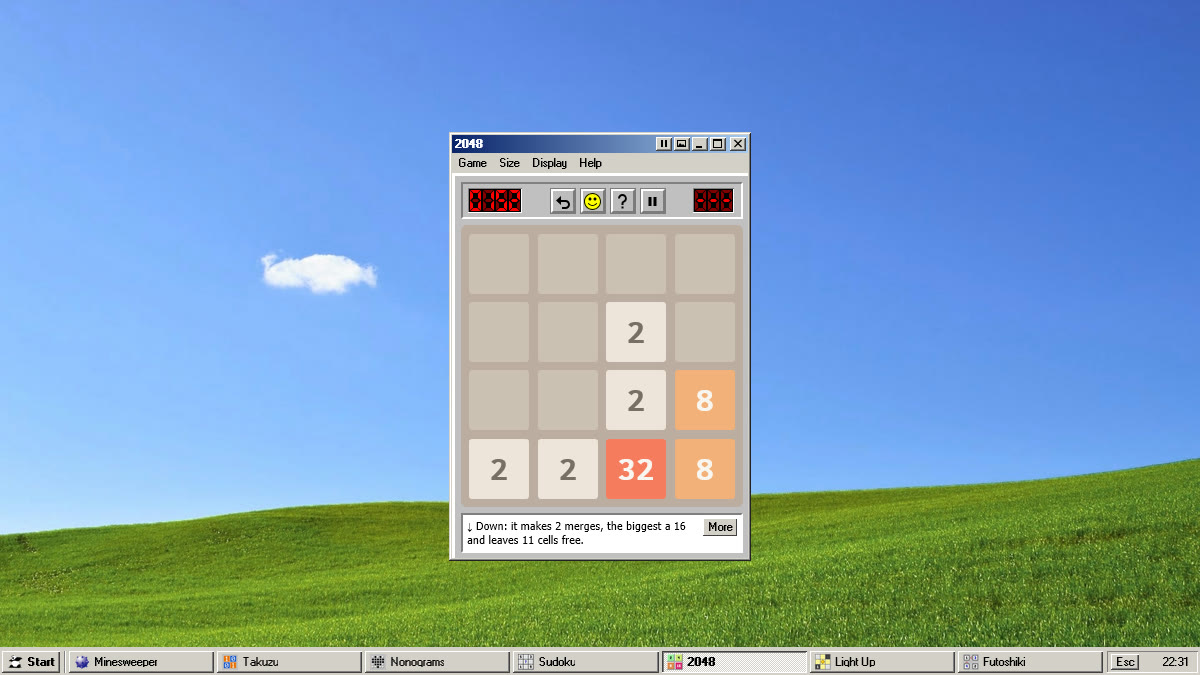 2048
Game Size Display Help
?
2
2 8
2 2 32 8
↓ Down: it makes 2 merges, the biggest a 16
and leaves 11 cells free.
More
Start Minesweeper Takuzu Nonograms Sudoku 2048 Light Up Futoshiki Esc 22:31